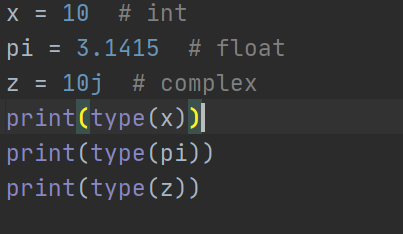 x = 10  # int
pi = 3.1415  # float
z = 10j  # complex
print(type(x))
print(type(pi))
print(type(z))